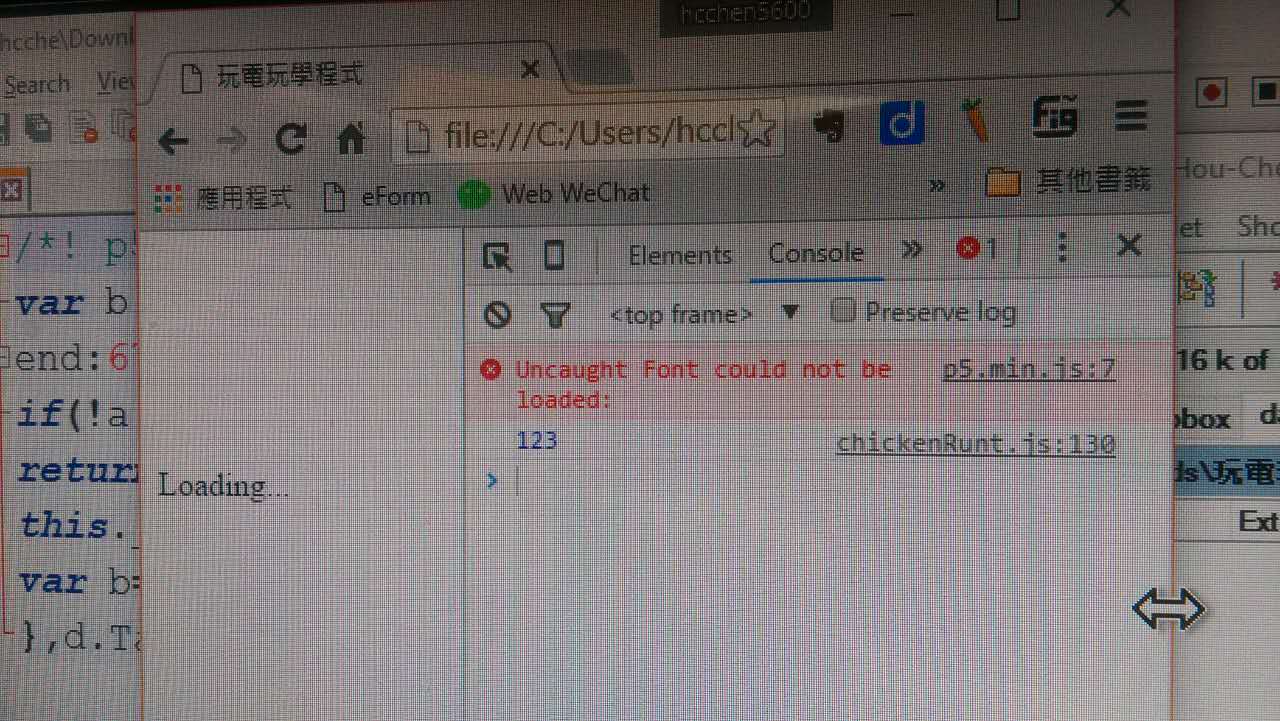 hcchen5600
hcche\Downl
Search View
玩電玩學程式
file:///C:/Users/hccl
應用程式 eForm Web WeChat » 其他書籤
Hou-Che
et Sho
/*! p5
var b
end:6
if(!a
return
this._
var b=
},d.Ta
Elements Console » 1
<top frame> ▼ Preserve log
Uncaught Font could not be p5.min.js:7
loaded:
123 chickenRunt.js:130
>
Loading...
16 k of
box da
ds\玩電
Ext